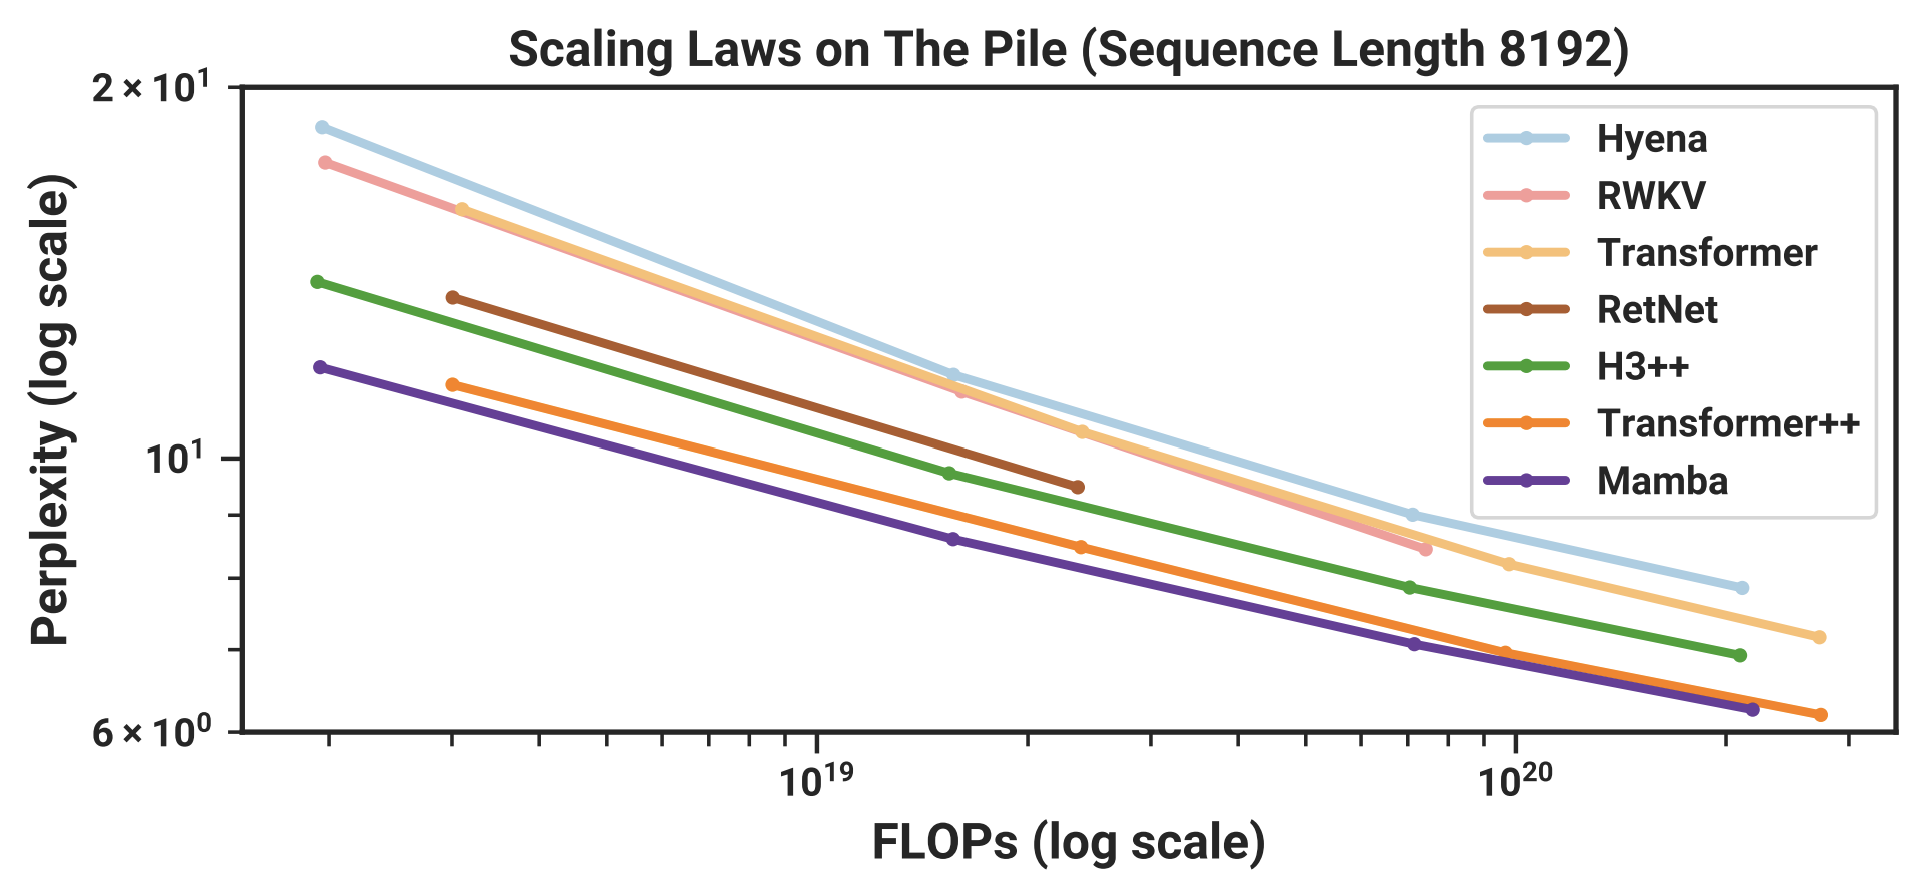 Scaling Laws on The Pile (Sequence Length 8192)
2 × 10¹
10¹
6 × 10⁰
Perplexity (log scale)
Hyena
RWKV
Transformer
RetNet
H3++
Transformer++
Mamba
10¹⁹
10²⁰
FLOPs (log scale)